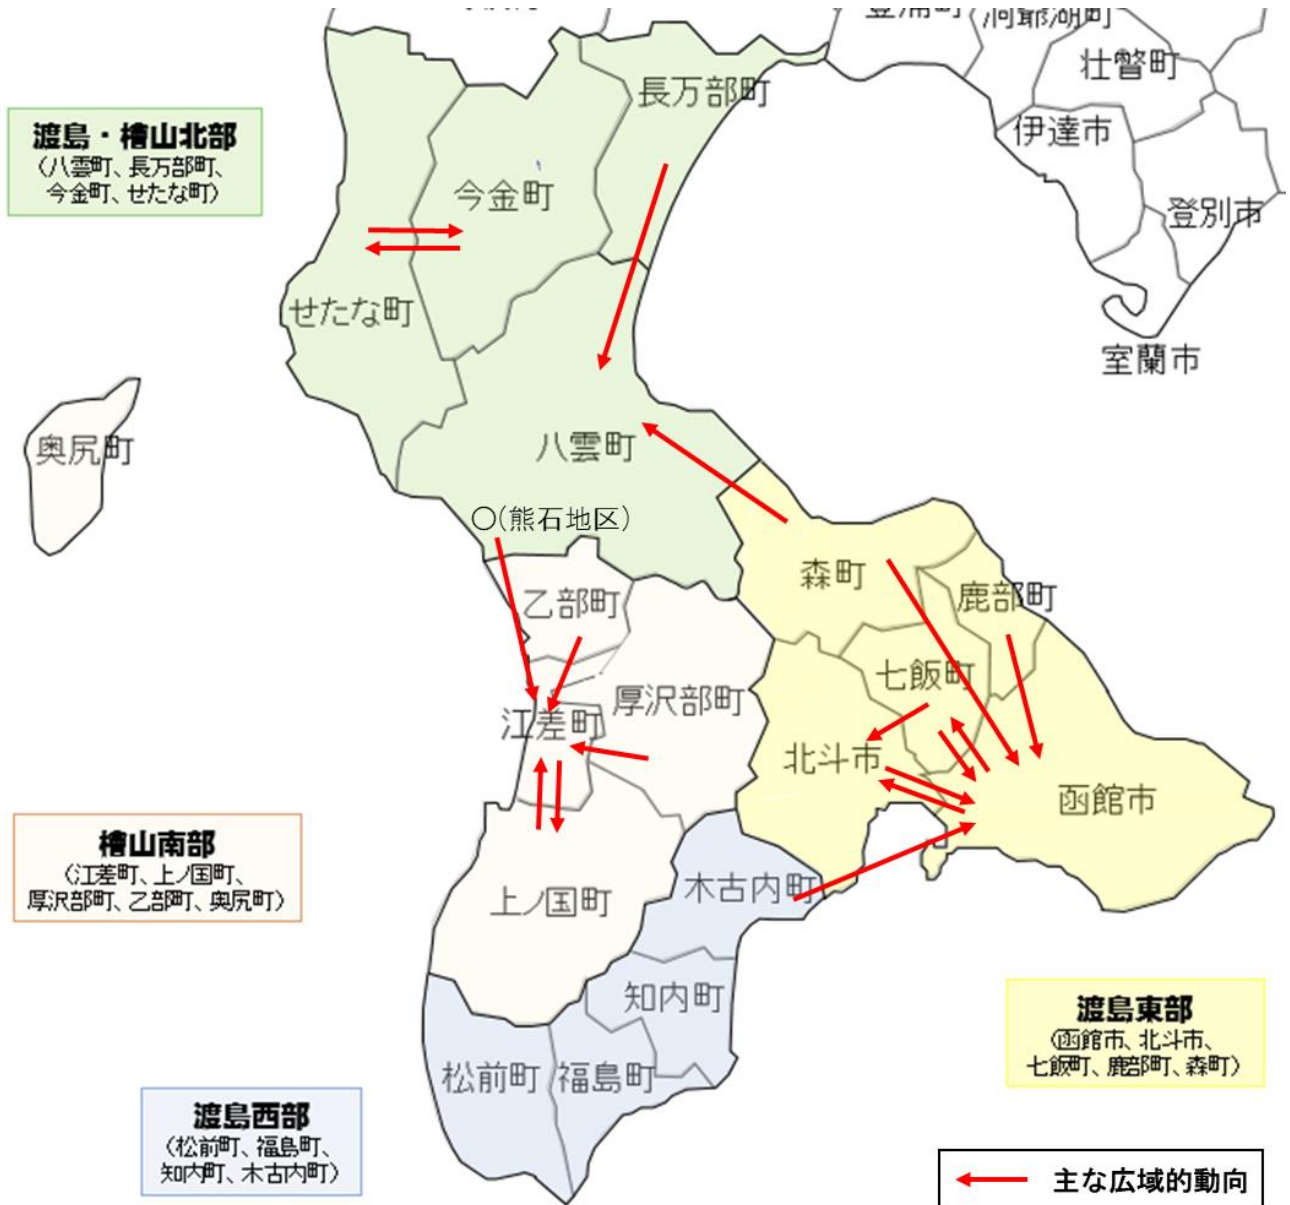 登浦町
洞爺湖町
壮瞥町
伊達市
登別市
室蘭市
長万部町
渡島・檜山北部
(八雲町、長万部町、
今金町、せたな町)
今金町
せたな町
奥尻町
八雲町
〇(熊石地区)
森町
鹿部町
乙部町
七飯町
厚沢部町
江差町
北斗市
函館市
檜山南部
(江差町、上ノ国町、
厚沢部町、乙部町、奥尻町)
上ノ国町
木古内町
知内町
渡島東部
(函館市、北斗市、
七飯町、鹿部町、森町)
松前町
福島町
渡島西部
(松前町、福島町、
知内町、木古内町)
主な広域的動向